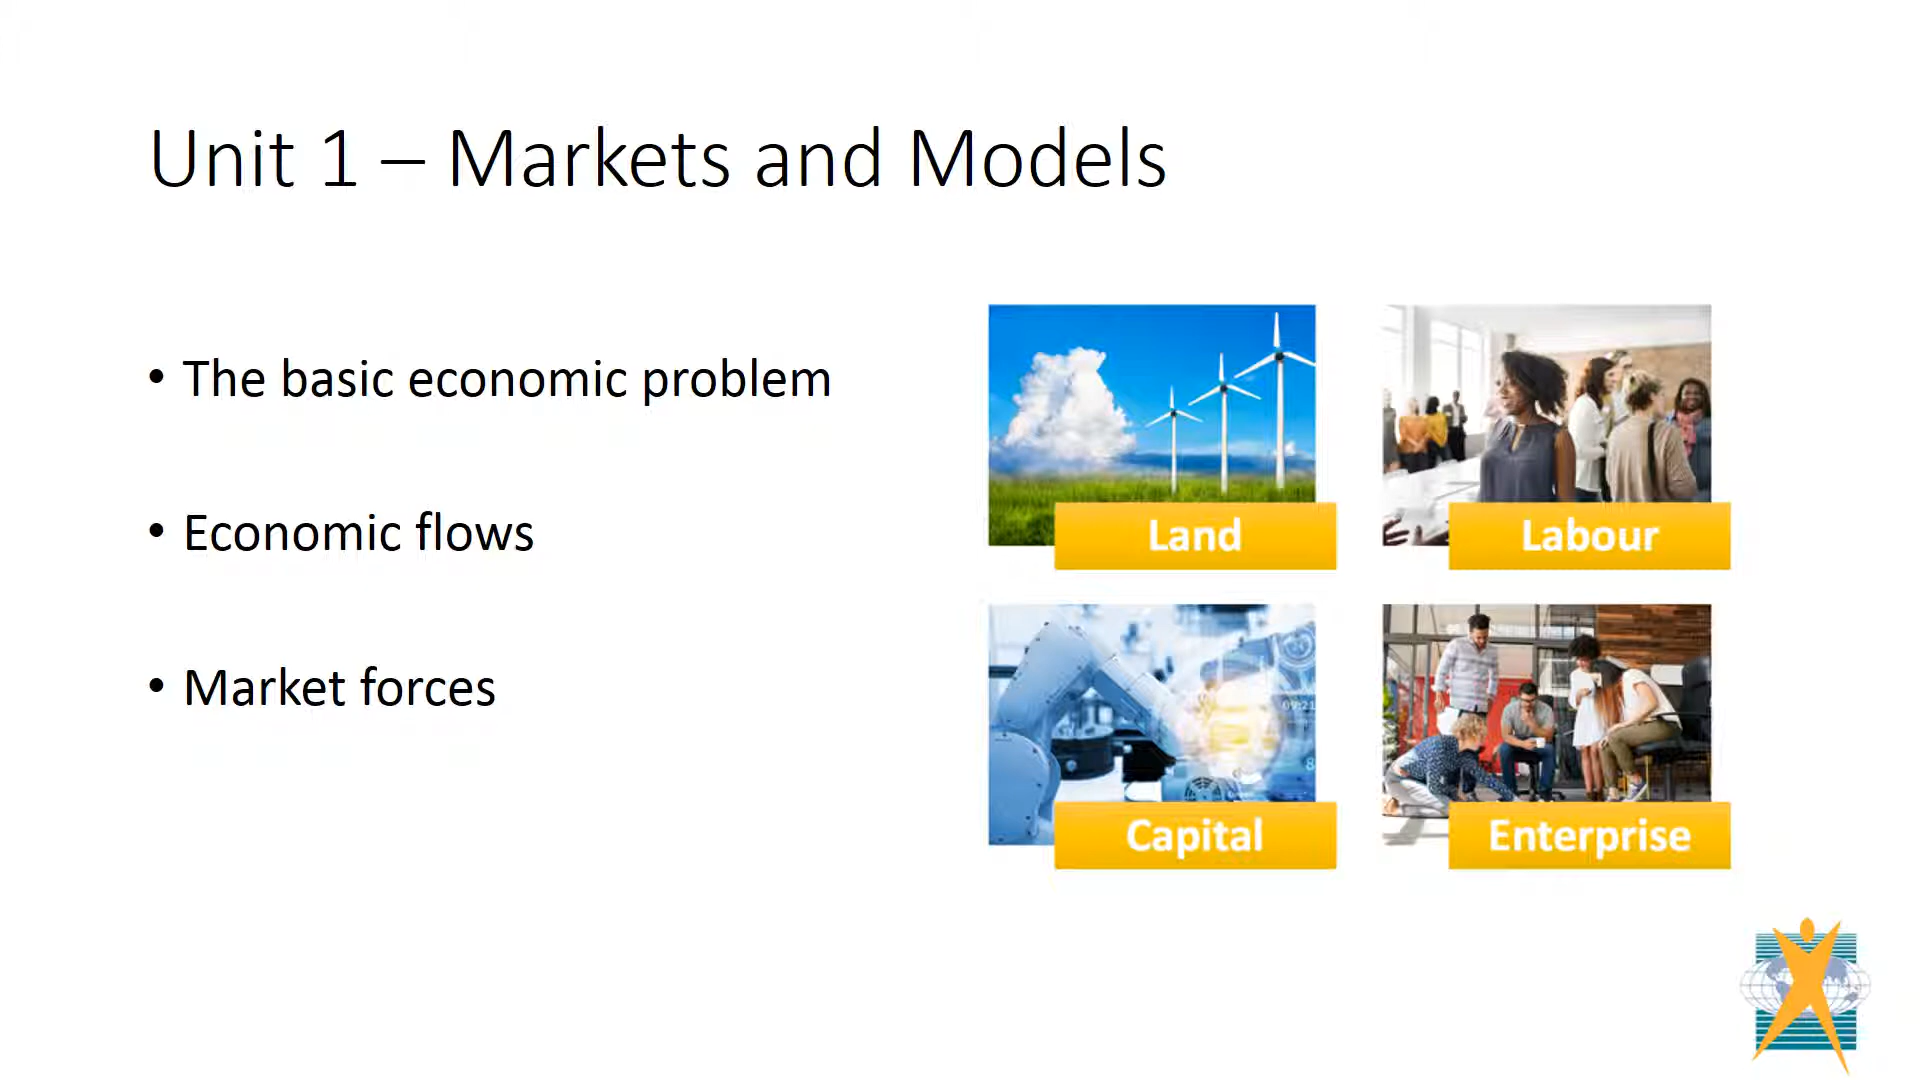 Unit 1 – Markets and Models
• The basic economic problem
• Economic flows
• Market forces
Land
Labour
Capital
Enterprise